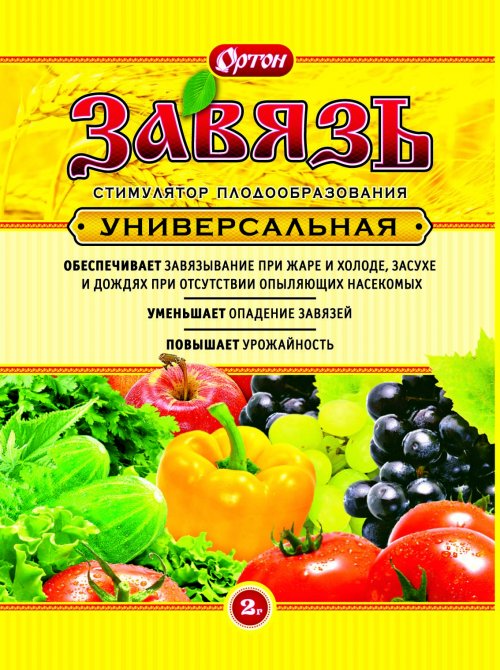 Ортон
ЗАВЯЗЬ
СТИМУЛЯТОР ПЛОДООБРАЗОВАНИЯ
• УНИВЕРСАЛЬНАЯ •
ОБЕСПЕЧИВАЕТ ЗАВЯЗЫВАНИЕ ПРИ ЖАРЕ И ХОЛОДЕ, ЗАСУХЕ
И ДОЖДЯХ ПРИ ОТСУТСТВИИ ОПЫЛЯЮЩИХ НАСЕКОМЫХ
УМЕНЬШАЕТ ОПАДЕНИЕ ЗАВЯЗЕЙ
ПОВЫШАЕТ УРОЖАЙНОСТЬ
2г